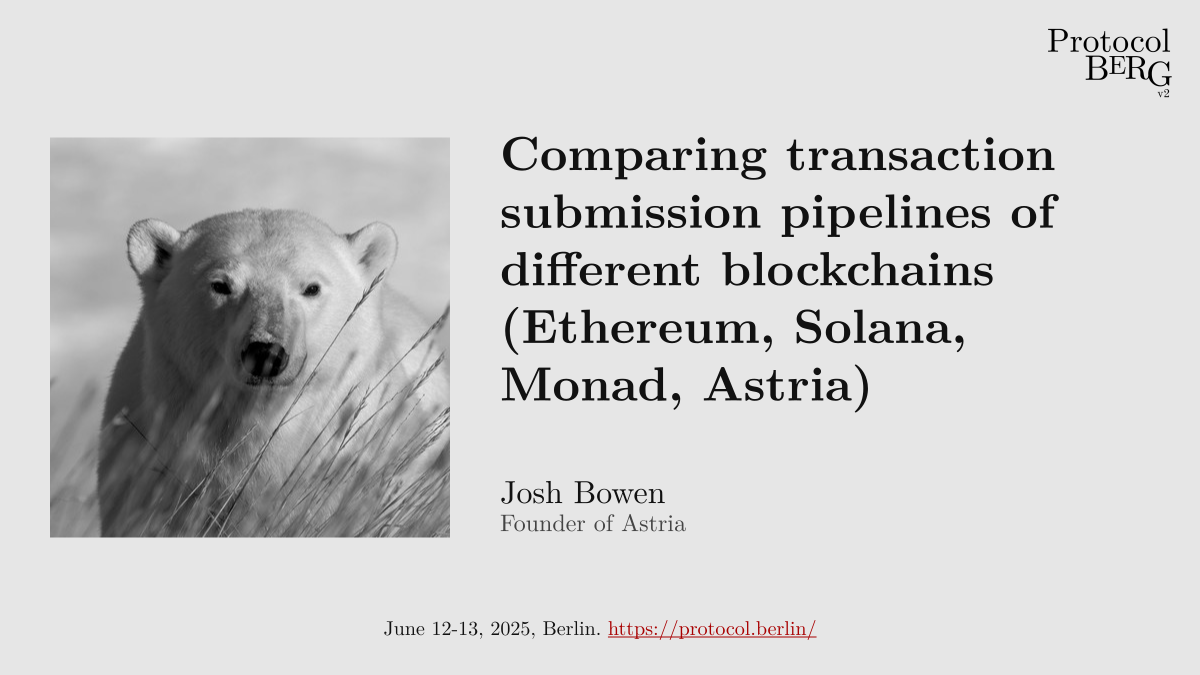 Protocol
BERG
v2
Comparing transaction
submission pipelines of
different blockchains
(Ethereum, Solana,
Monad, Astria)
Josh Bowen
Founder of Astria
June 12-13, 2025, Berlin. https://protocol.berlin/